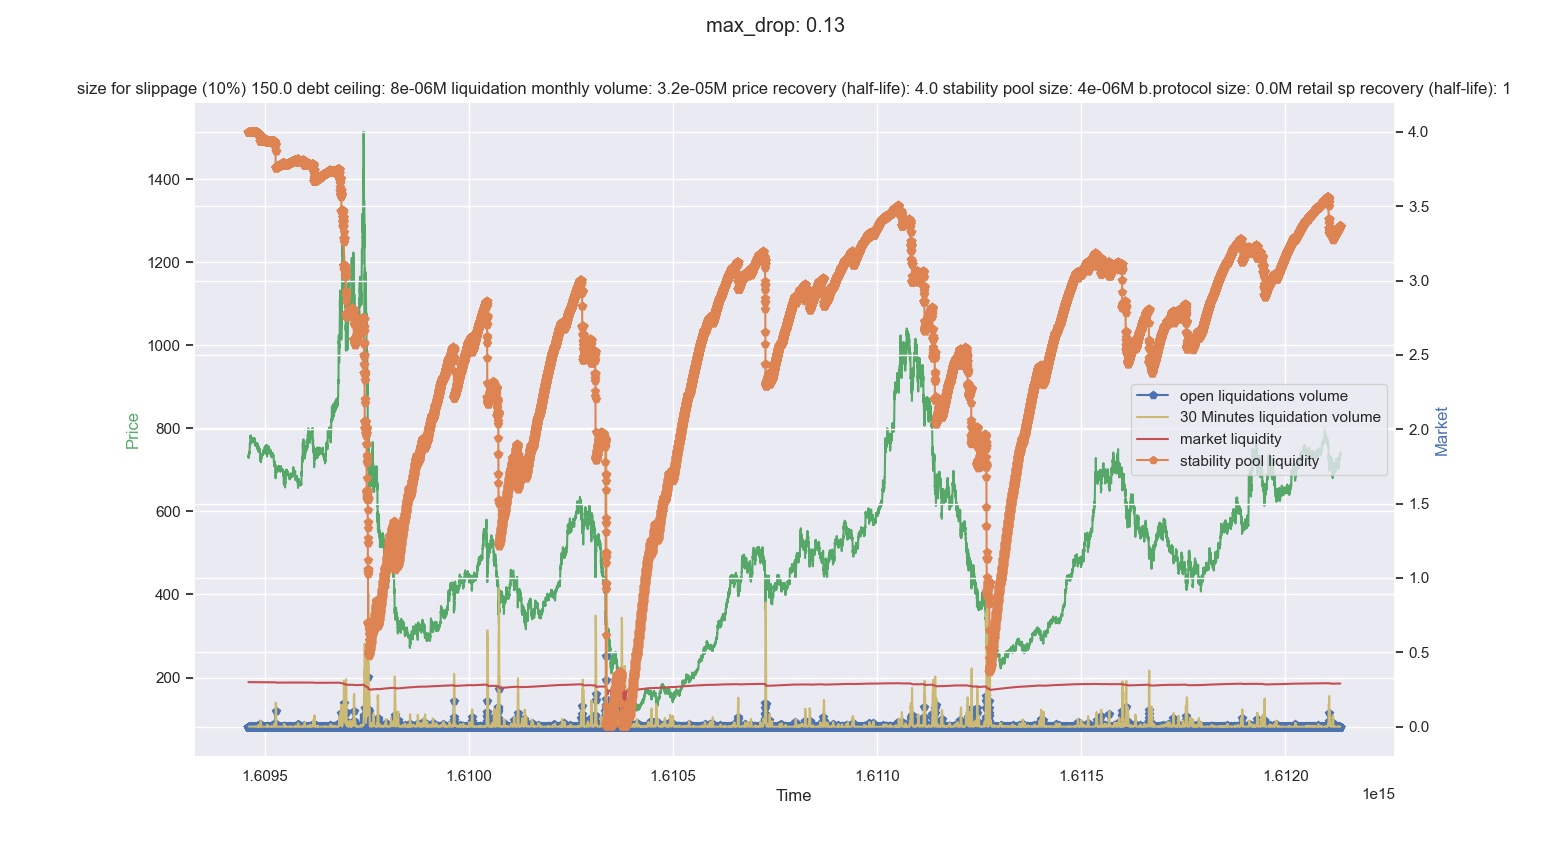 max_drop: 0.13
size for slippage (10%) 150.0 debt ceiling: 8e-06M liquidation monthly volume: 3.2e-05M price recovery (half-life): 4.0 stability pool size: 4e-06M b.protocol size: 0.0M retail sp recovery (half-life): 1
4.0
1400
3.5
1200
3.0
1000
2.5
open liquidations volume
30 Minutes liquidation volume
market liquidity
stability pool liquidity
Price
800
2.0
Market
600
1.5
400
1.0
0.5
200
0.0
1.6095 1.6100 1.6105 1.6110 1.6115 1.6120
Time
1e15